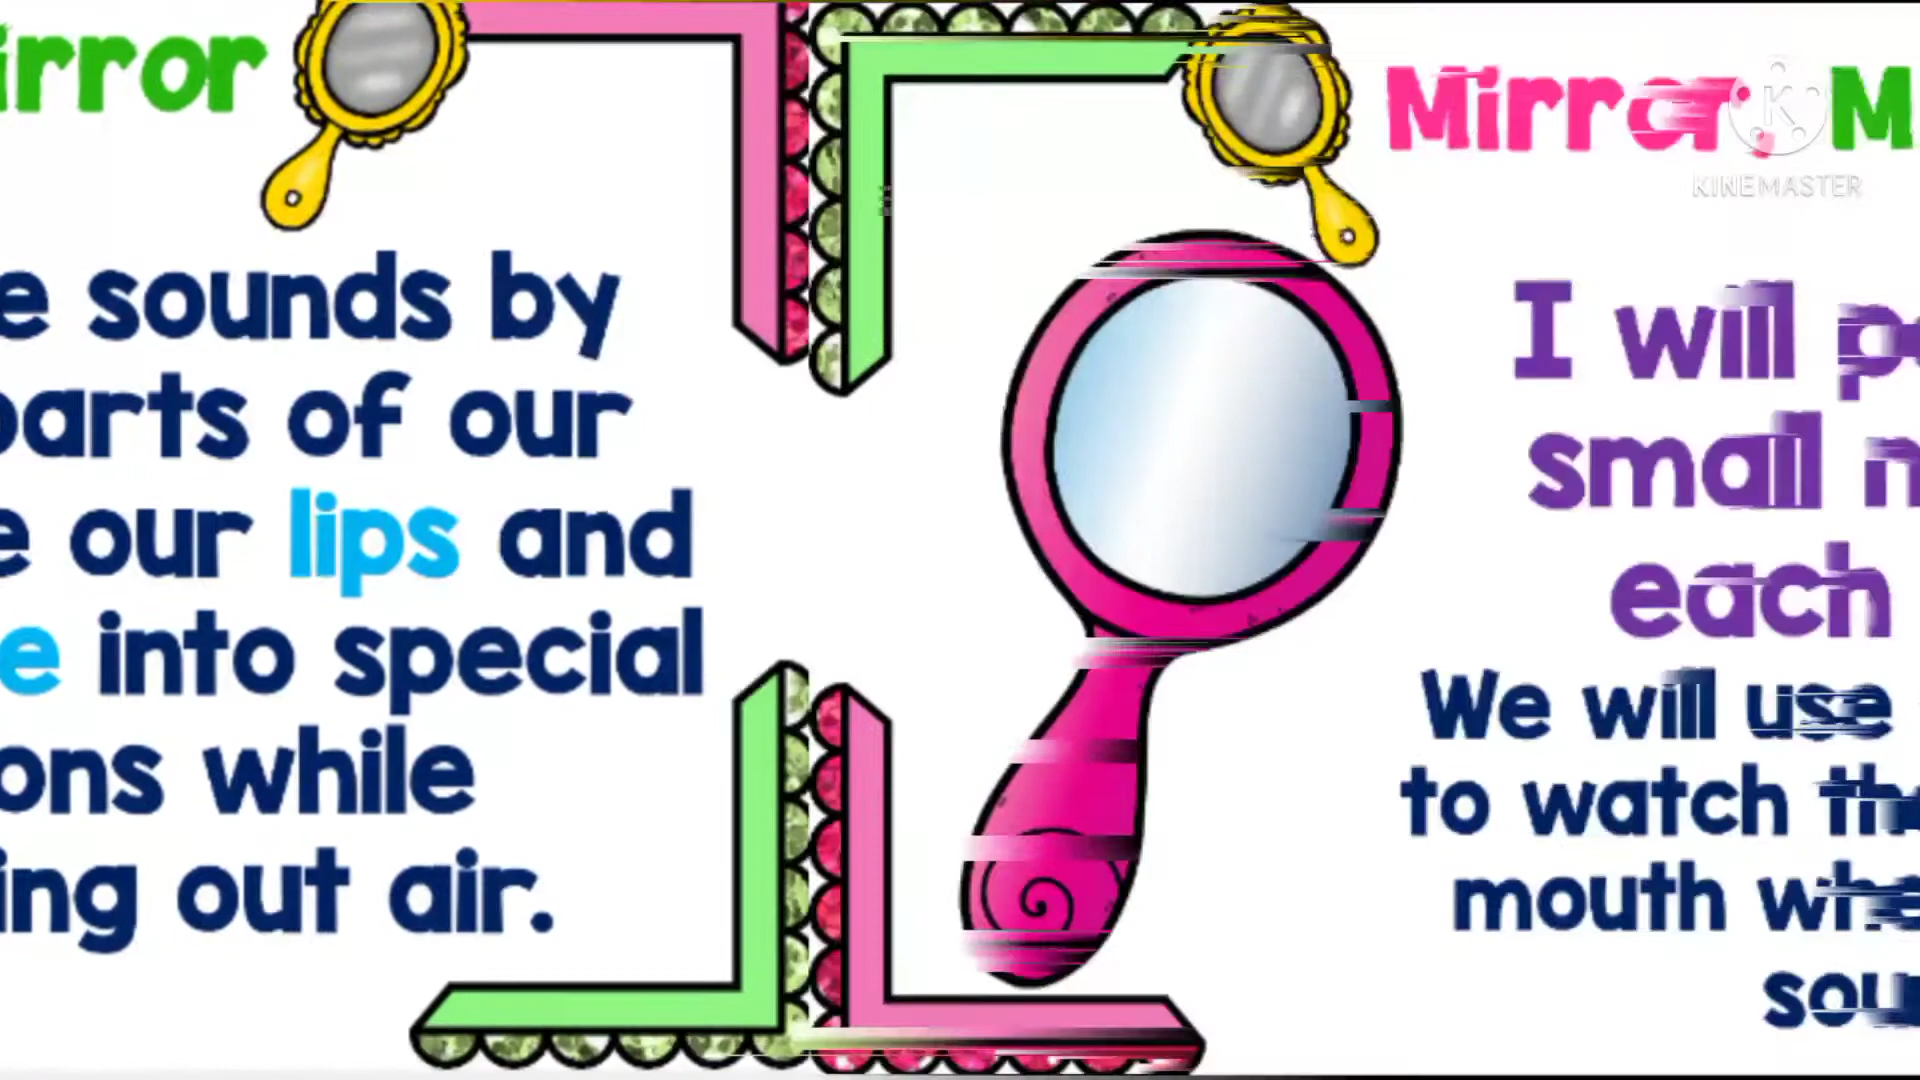 irror
e sounds by
parts of our
e our lips and
e into special
ons while
ing out air.
Mirror, M
KINEMASTER
I will
small
each
We will use
to watch
mouth